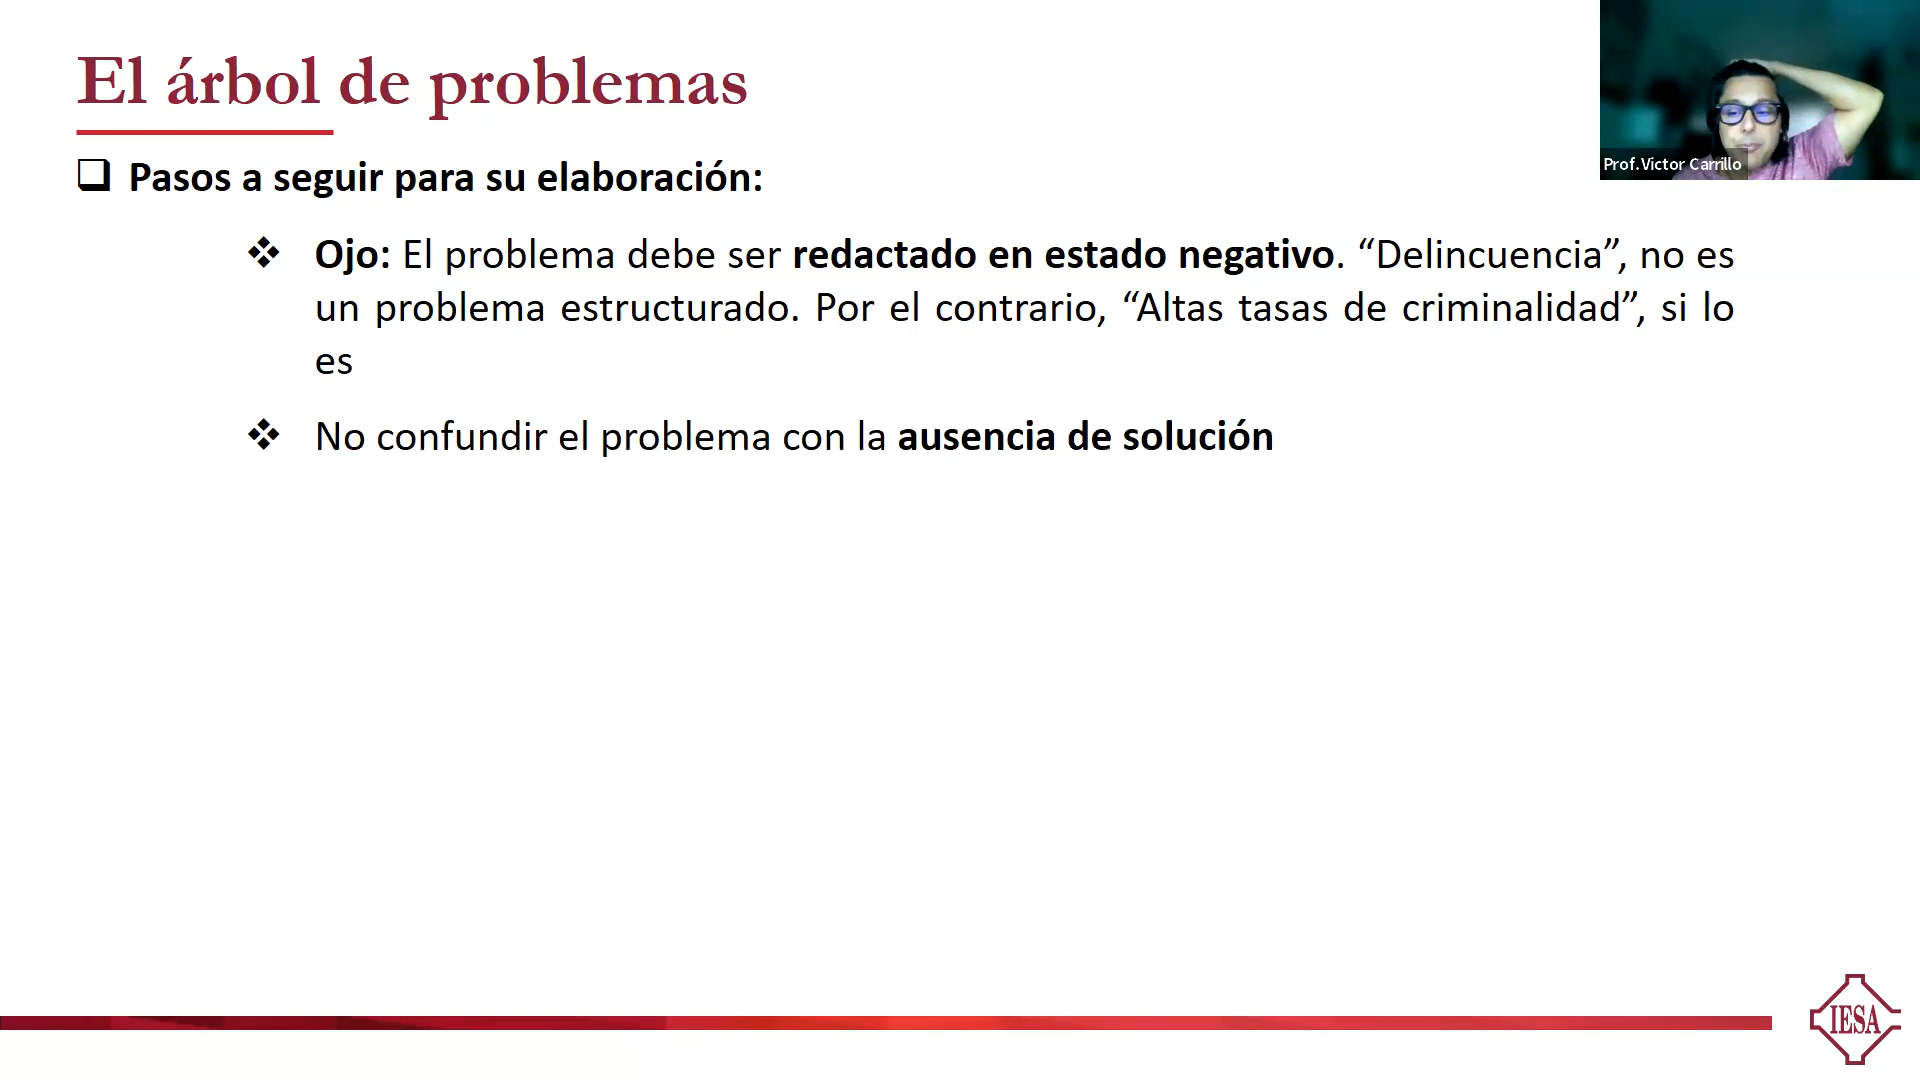 El árbol de problemas
Prof. Victor Carrillo
Pasos a seguir para su elaboración:
Ojo: El problema debe ser redactado en estado negativo. “Delincuencia”, no es
un problema estructurado. Por el contrario, “Altas tasas de criminalidad”, si lo
es
No confundir el problema con la ausencia de solución
IESA